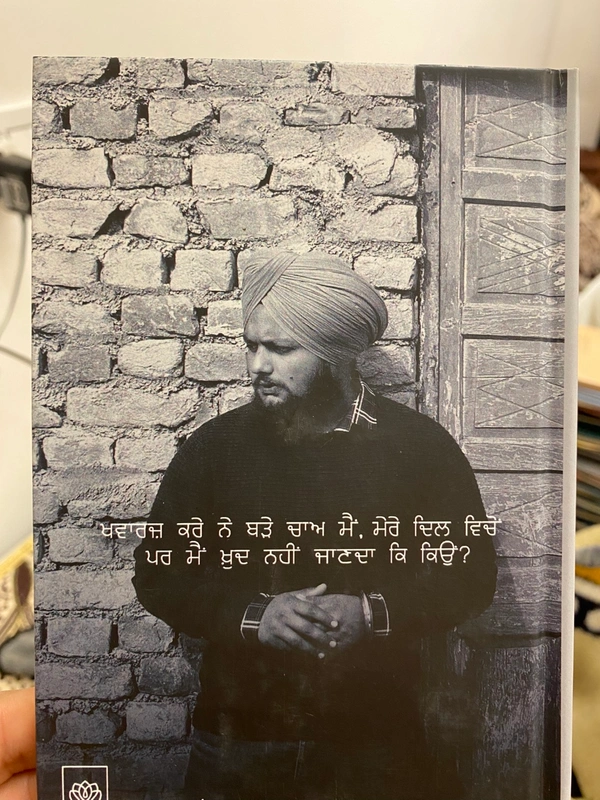 ਖਵਾਰਜ਼ ਕਰੇ ਨੇ ਬੜੇ ਚਾਅ ਮੈਂ, ਮੇਰੇ ਦਿਲ ਵਿਚੋਂ
ਪਰ ਮੈਂ ਖ਼ੁਦ ਨਹੀਂ ਜਾਣਦਾ ਕਿ ਕਿਉਂ?